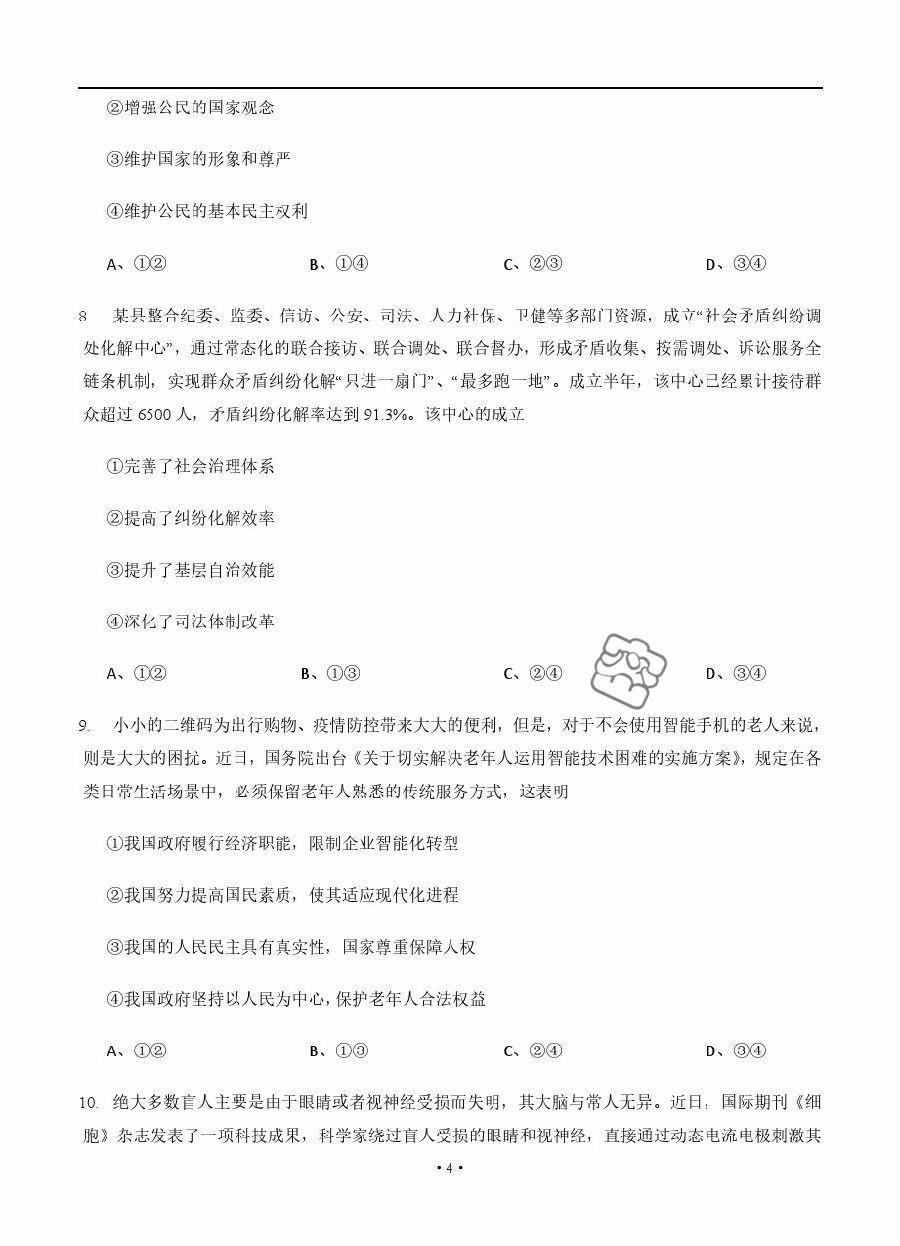 ②增强公民的国家观念
③维护国家的形象和尊严
④维护公民的基本民主权利
A、①② B、①④ C、②③ D、③④
8 某县整合纪委、监委、信访、公安、司法、人力社保、卫健等多部门资源，成立“社会矛盾纠纷调
处化解中心”，通过常态化的联合接访、联合调处、联合督办，形成矛盾收集、按需调处、诉讼服务全
链条机制，实现群众矛盾纠纷化解“只进一扇门”、“最多跑一地”。成立半年，该中心已经累计接待群
众超过 6500 人，矛盾纠纷化解率达到 91.3%。该中心的成立
①完善了社会治理体系
②提高了纠纷化解效率
③提升了基层自治效能
④深化了司法体制改革
A、①② B、①③ C、②④ D、③④
9. 小小的二维码为出行购物、疫情防控带来大大的便利，但是，对于不会使用智能手机的老人来说，
则是大大的困扰。近日，国务院出台《关于切实解决老年人运用智能技术困难的实施方案》，规定在各
类日常生活场景中，必须保留老年人熟悉的传统服务方式，这表明
①我国政府履行经济职能，限制企业智能化转型
②我国努力提高国民素质，使其适应现代化进程
③我国的人民民主具有真实性，国家尊重保障人权
④我国政府坚持以人民为中心，保护老年人合法权益
A、①② B、①③ C、②④ D、③④
10. 绝大多数盲人主要是由于眼睛或者视神经受损而失明，其大脑与常人无异。近日，国际期刊《细
胞》杂志发表了一项科技成果，科学家绕过盲人受损的眼睛和视神经，直接通过动态电流电极刺激其
• 4 •